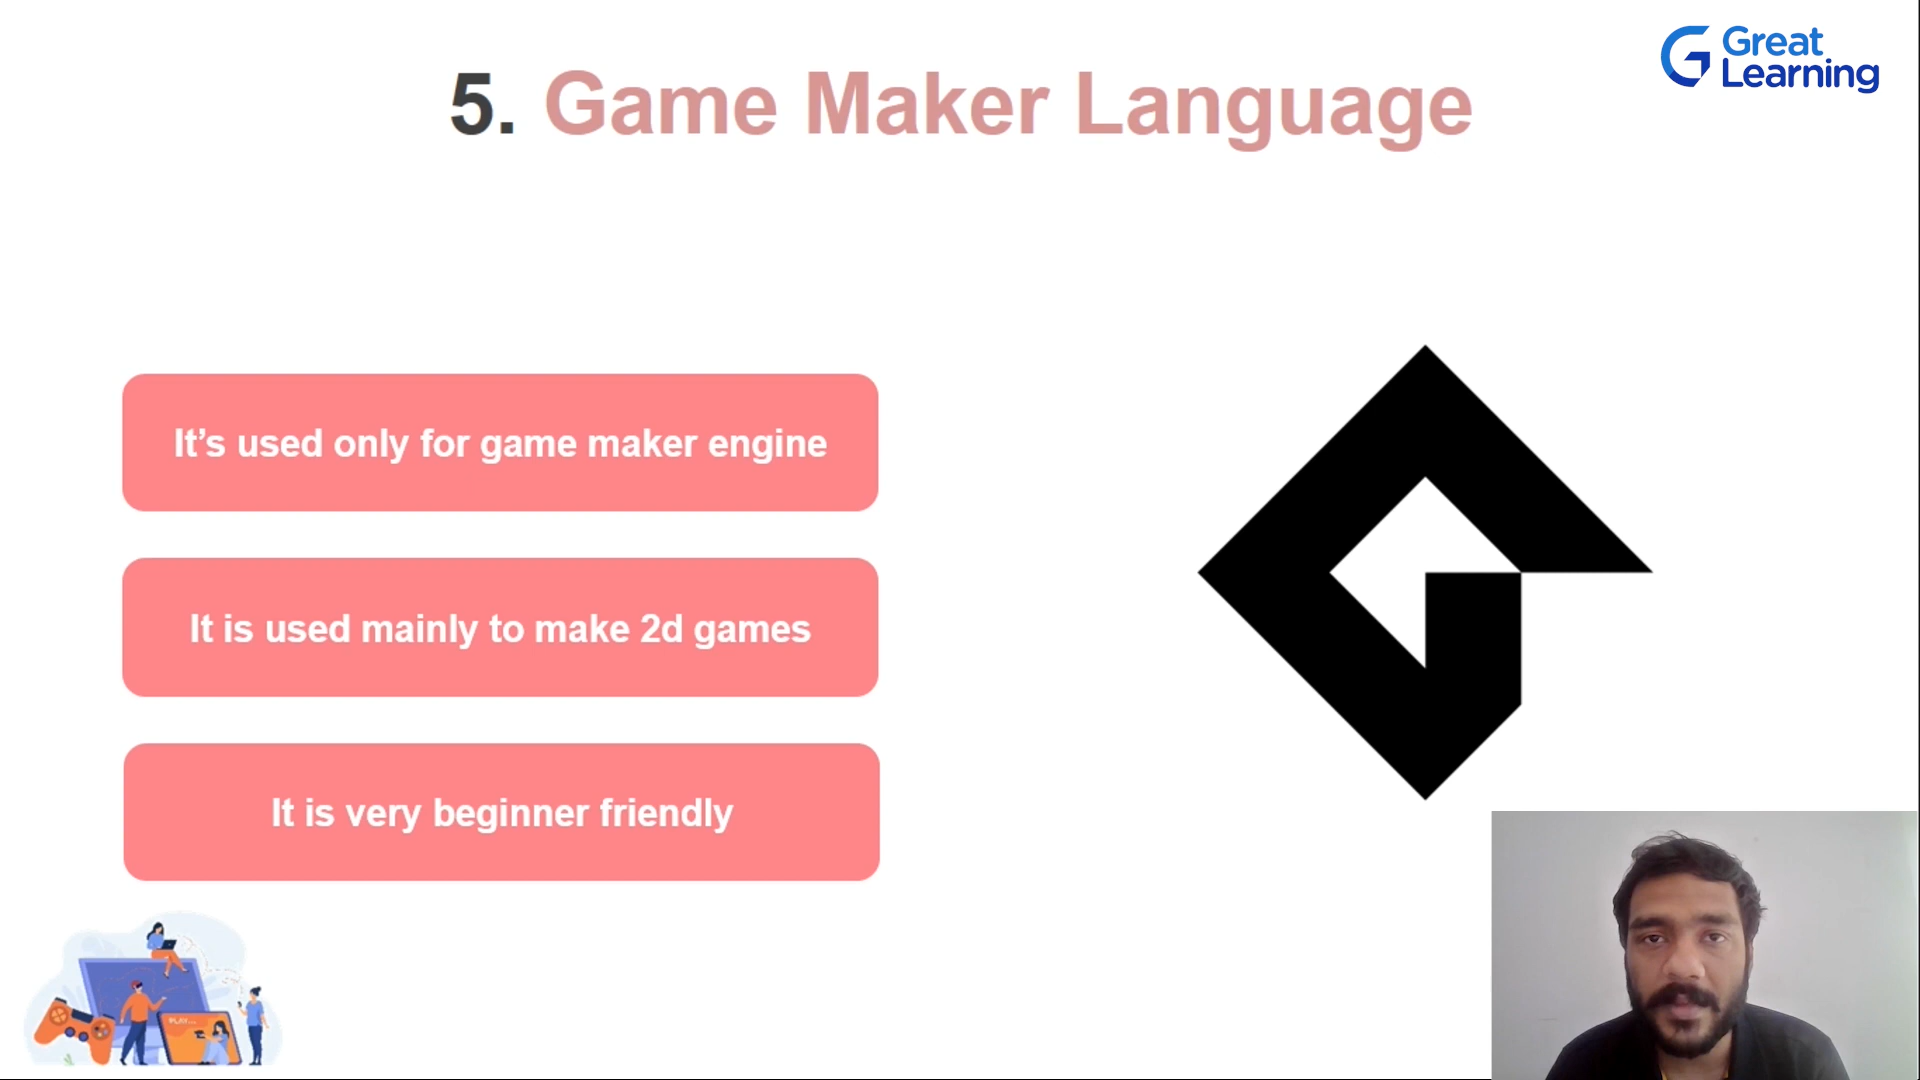 Great
Learning
5. Game Maker Language
It’s used only for game maker engine
It is used mainly to make 2d games
It is very beginner friendly
PLAY...